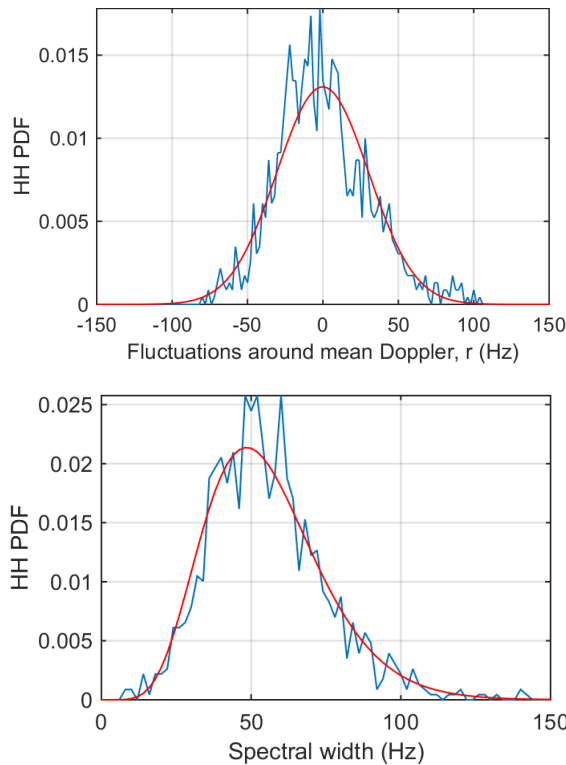 0.015
0.01
0.005
0
HH PDF
-150 -100 -50 0 50 100 150
Fluctuations around mean Doppler, r (Hz)
0.025
0.02
0.015
0.01
0.005
0
HH PDF
0 50 100 150
Spectral width (Hz)